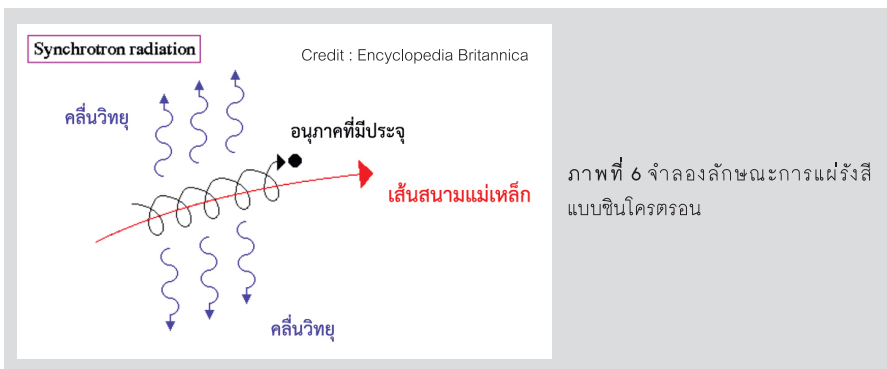 Synchrotron radiation
Credit : Encyclopedia Britannica
คลื่นวิทยุ
อนุภาคที่มีประจุ
เส้นสนามแม่เหล็ก
คลื่นวิทยุ
ภาพที่ 6 จำลองลักษณะการแผ่รังสี
แบบซินโครตรอน